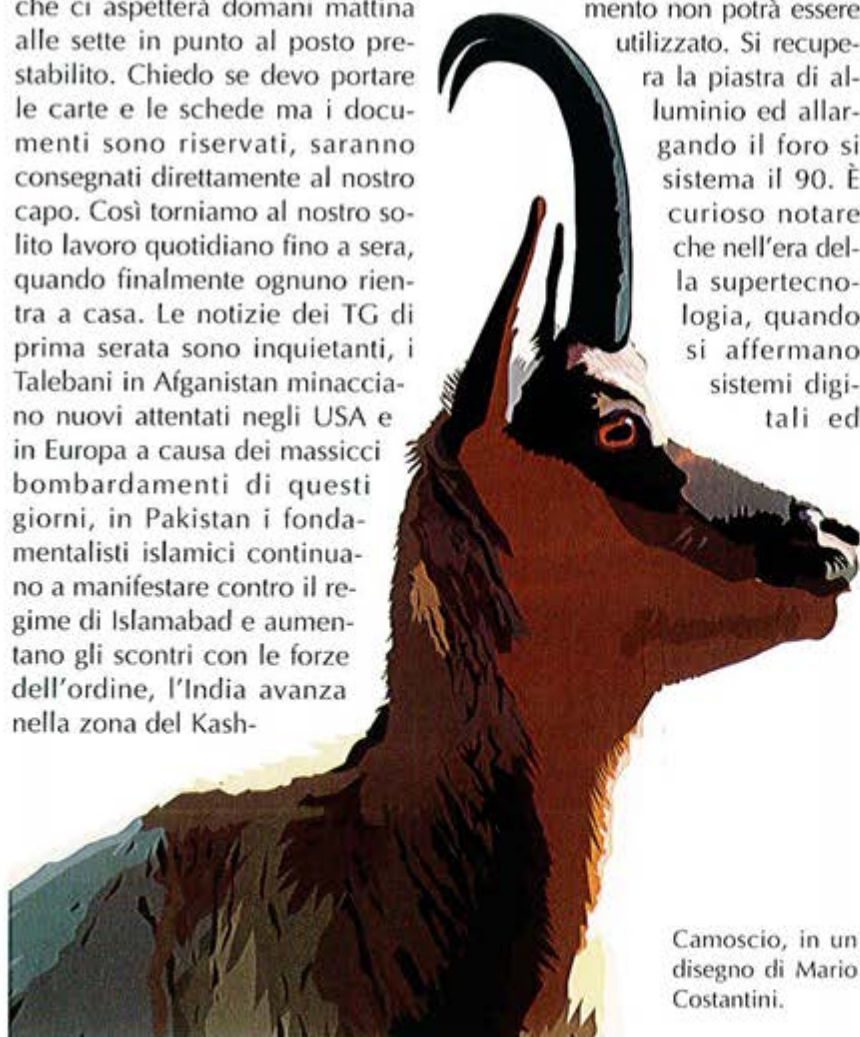 che ci aspetterà domani mattina
alle sette in punto al posto pre-
stabilito. Chiedo se devo portare
le carte e le schede ma i docu-
menti sono riservati, saranno
consegnati direttamente al nostro
capo. Così torniamo al nostro so-
lito lavoro quotidiano fino a sera,
quando finalmente ognuno rien-
tra a casa. Le notizie dei TG di
prima serata sono inquietanti, i
Talebani in Afganistan minaccia-
no nuovi attentati negli USA e
in Europa a causa dei massicci
bombardamenti di questi
giorni, in Pakistan i fonda-
mentalisti islamici continua-
no a manifestare contro il re-
gime di Islamabad e aumen-
tano gli scontri con le forze
dell'ordine, l'India avanza
nella zona del Kash-
mento non potrà essere
utilizzato. Si recupe-
ra la piastra di al-
luminio ed allar-
gando il foro si
sistema il 90. È
curioso notare
che nell'era del-
la supertecno-
logia, quando
si affermano
sistemi digi-
tali ed
Camoscio, in un
disegno di Mario
Costantini.